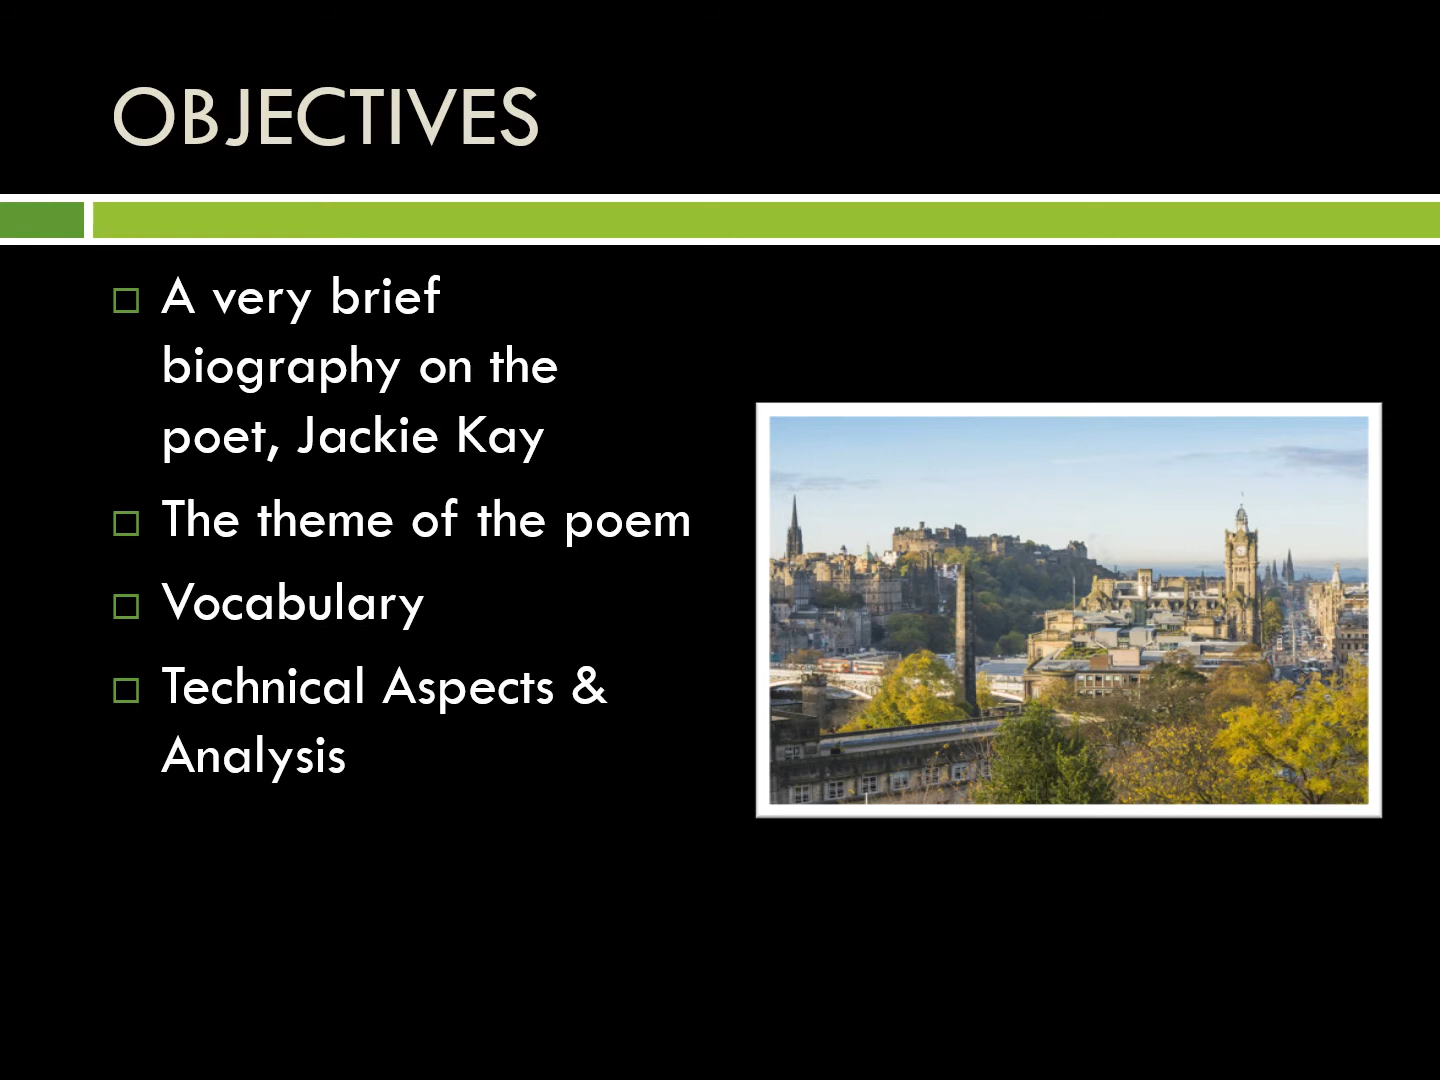 OBJECTIVES
A very brief
biography on the
poet, Jackie Kay
The theme of the poem
Vocabulary
Technical Aspects &
Analysis